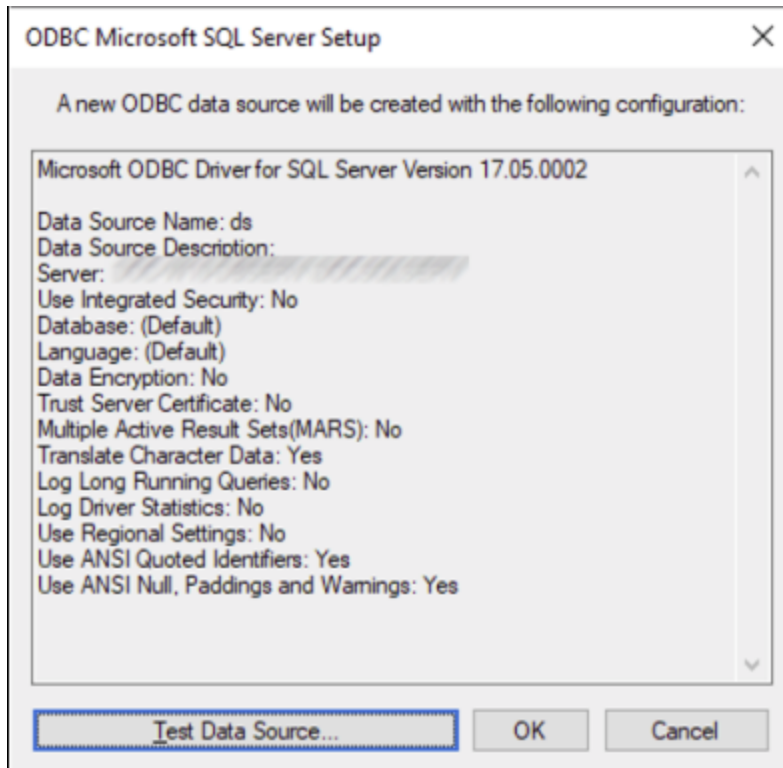 ODBC Microsoft SQL Server Setup
A new ODBC data source will be created with the following configuration:
Microsoft ODBC Driver for SQL Server Version 17.05.0002
Data Source Name: ds
Data Source Description:
Server:
Use Integrated Security: No
Database: (Default)
Language: (Default)
Data Encryption: No
Trust Server Certificate: No
Multiple Active Result Sets(MARS): No
Translate Character Data: Yes
Log Long Running Queries: No
Log Driver Statistics: No
Use Regional Settings: No
Use ANSI Quoted Identifiers: Yes
Use ANSI Null, Paddings and Warnings: Yes
Test Data Source... OK Cancel